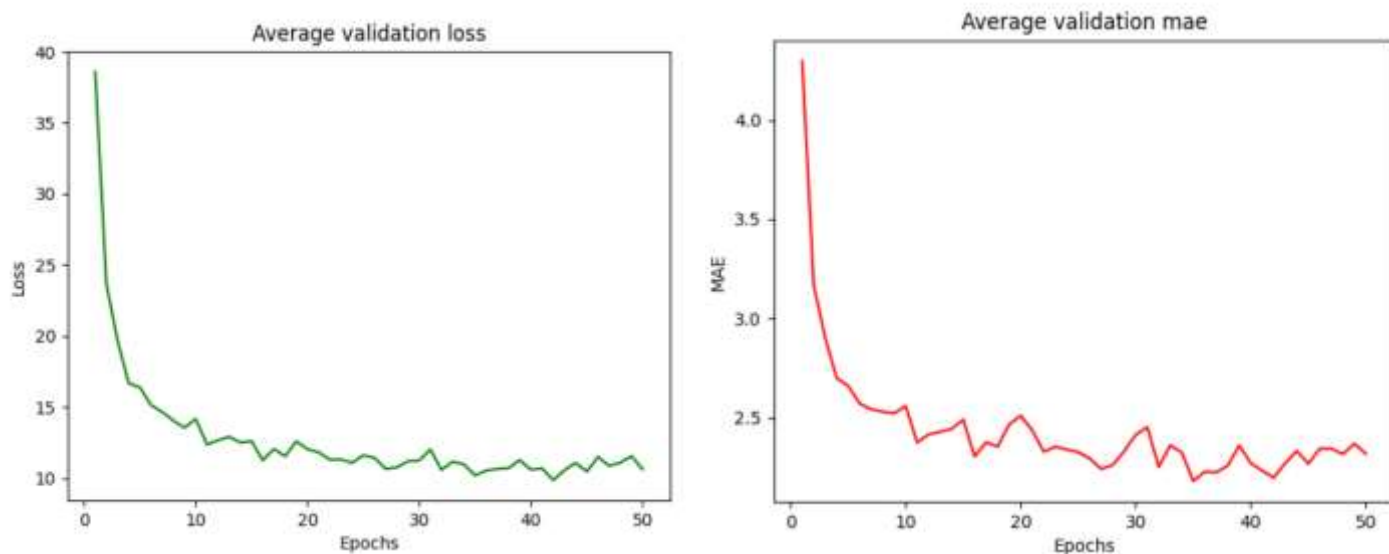 Average validation loss
40
35
30
25
20
15
10
Loss
0 10 20 30 40 50
Epochs
Average validation mae
4.0
3.5
3.0
2.5
MAE
0 10 20 30 40 50
Epochs